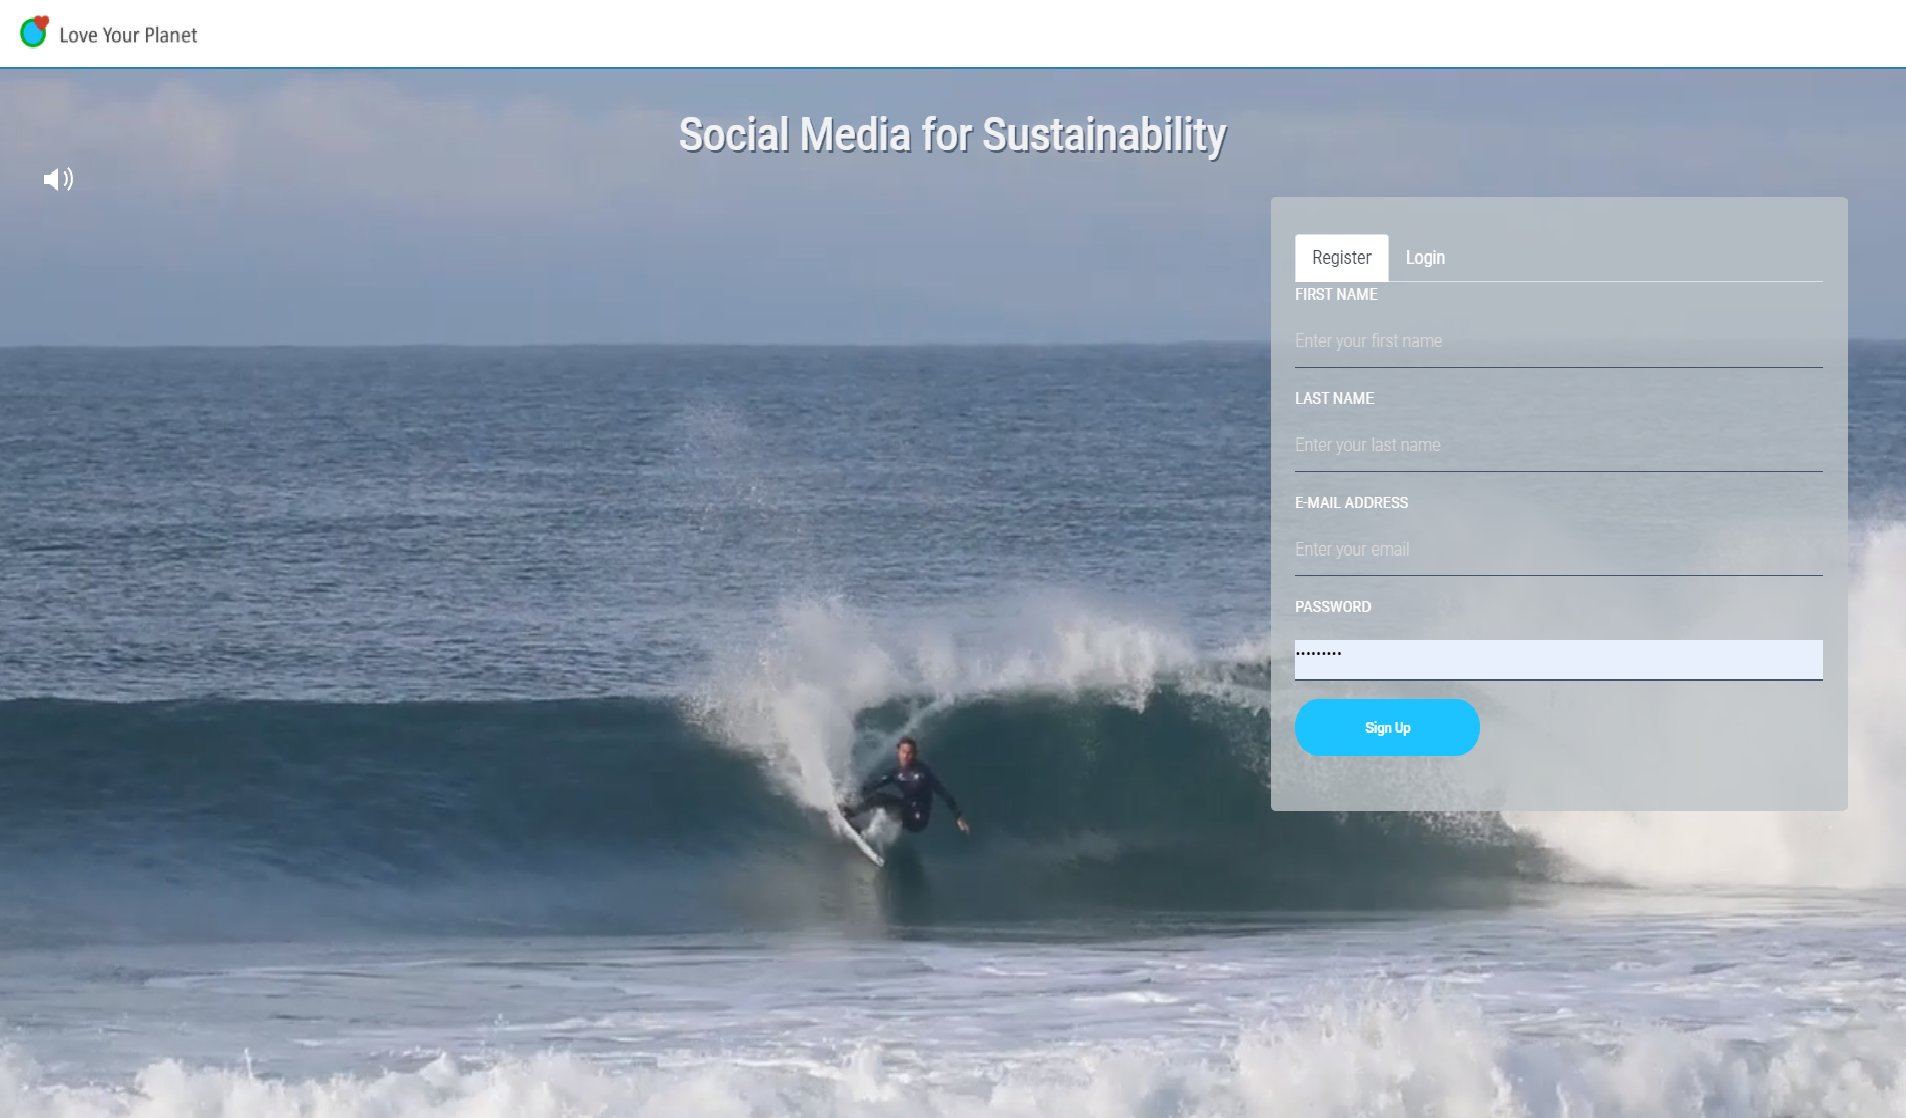 Love Your Planet
Social Media for Sustainability
Register
Login
FIRST NAME
Enter your first name
LAST NAME
Enter your last name
E-MAIL ADDRESS
Enter your email
PASSWORD
•••••••••
Sign Up